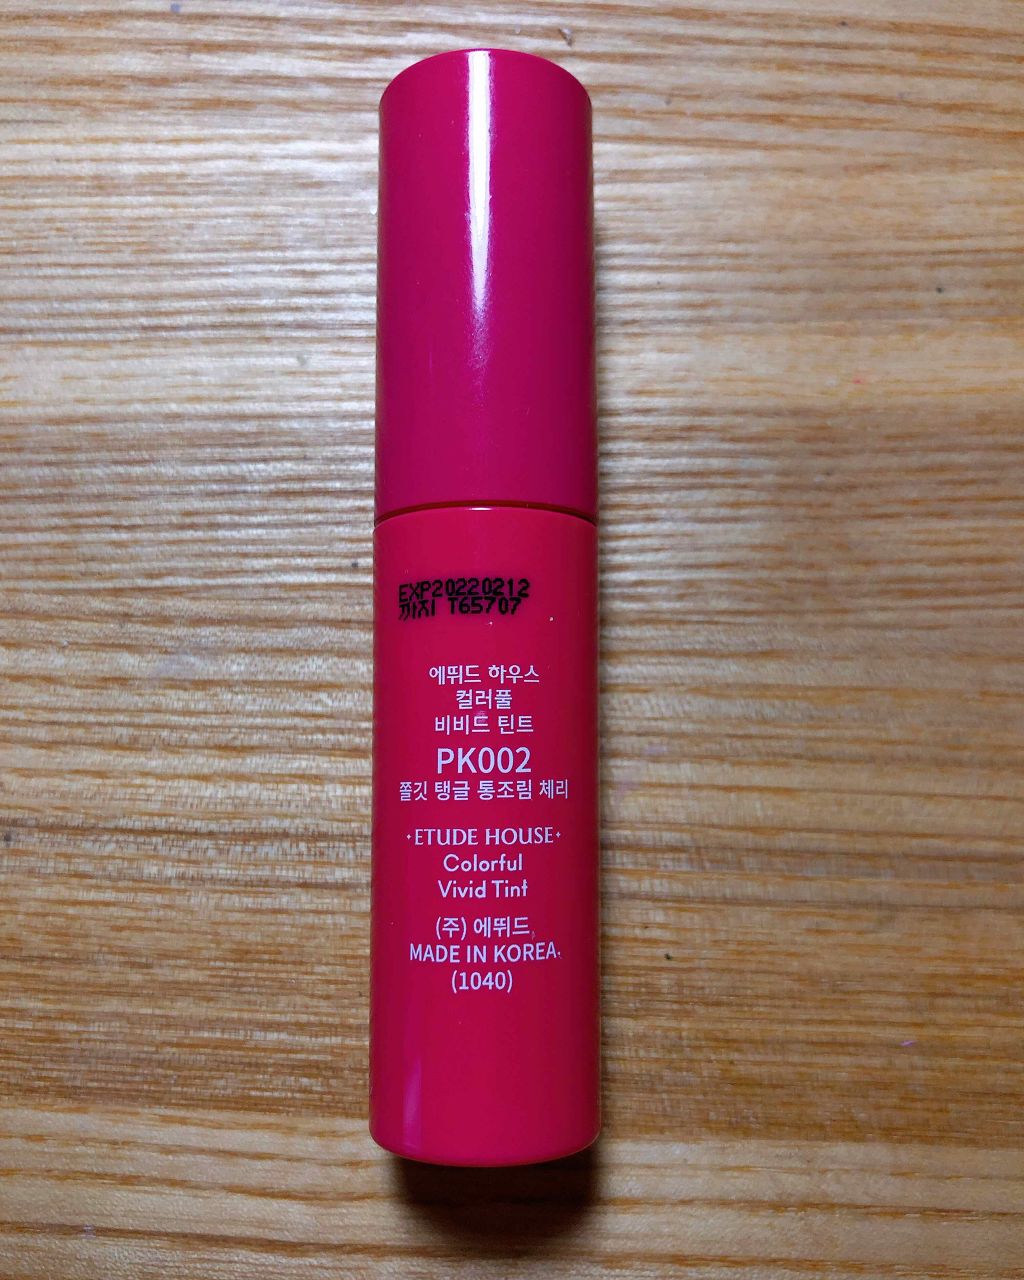 EXP20220212
까지 T65707
에뛰드 하우스
컬러풀
비비드 틴트
PK002
쫄깃 탱글 통조림 체리
·ETUDE HOUSE·
Colorful
Vivid Tint
(주) 에뛰드
MADE IN KOREA
(1040)